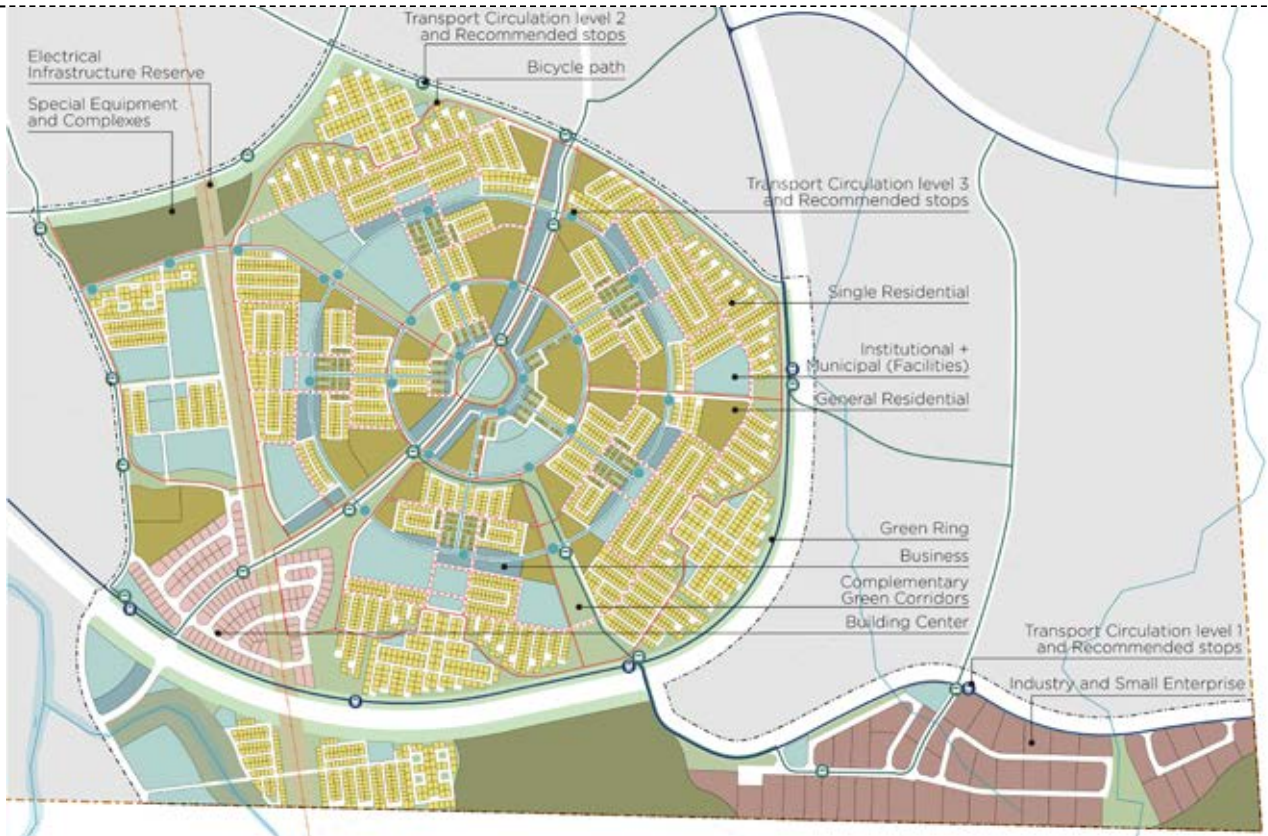 Transport Circulation level 2
and Recommended stops
Bicycle path
Electrical
Infrastructure Reserve
Special Equipment
and Complexes
Transport Circulation level 3
and Recommended stops
Single Residential
Institutional +
Municipal (Facilities)
General Residential
Green Ring
Business
Complementary
Green Corridors
Building Center
Transport Circulation level 1
and Recommended stops
Industry and Small Enterprise